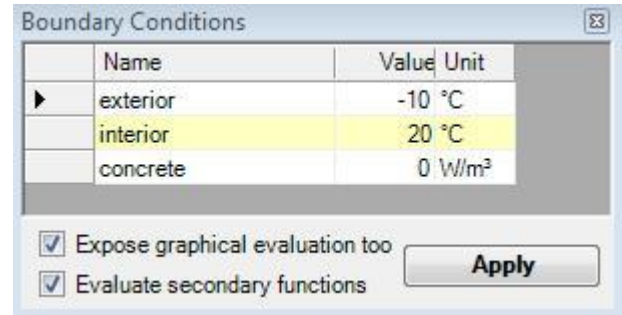 Boundary Conditions
Name Value Unit
exterior -10 °C
interior 20 °C
concrete 0 W/m³
Expose graphical evaluation too
Apply
Evaluate secondary functions